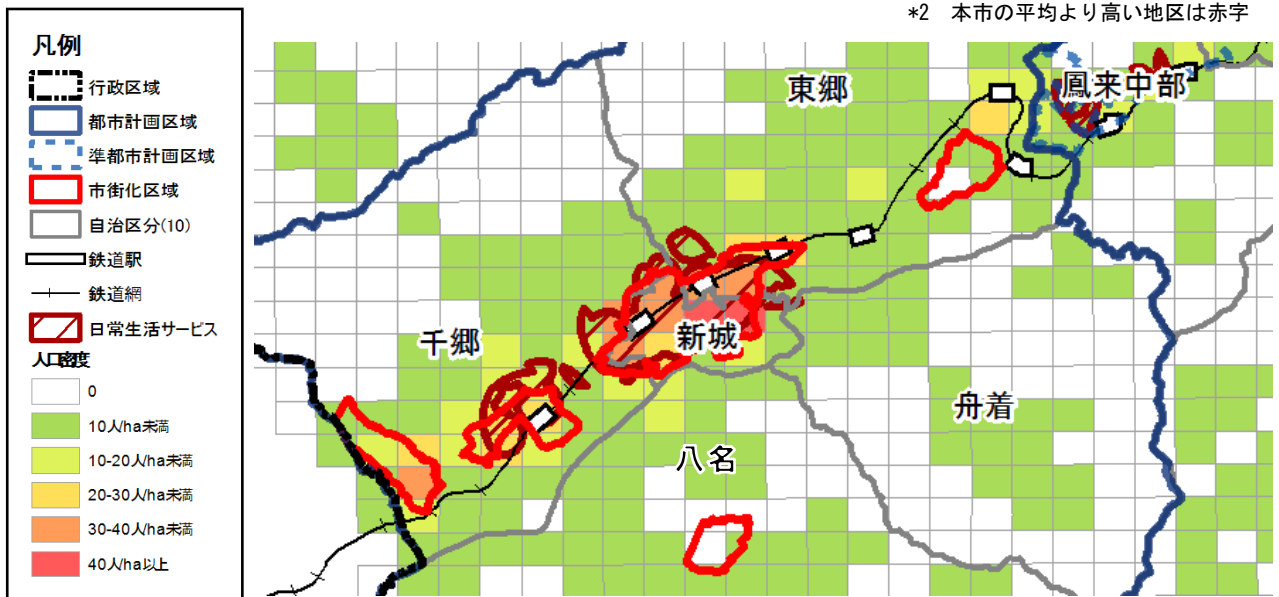 *2 本市の平均より高い地区は赤字
凡例
行政区域
都市計画区域
準都市計画区域
市街化区域
自治区分(10)
鉄道駅
鉄道網
日常生活サービス
人口密度
0
10人/ha未満
10-20人/ha未満
20-30人/ha未満
30-40人/ha未満
40人/ha以上
東郷
鳳来中部
千郷
新城
舟着
八名